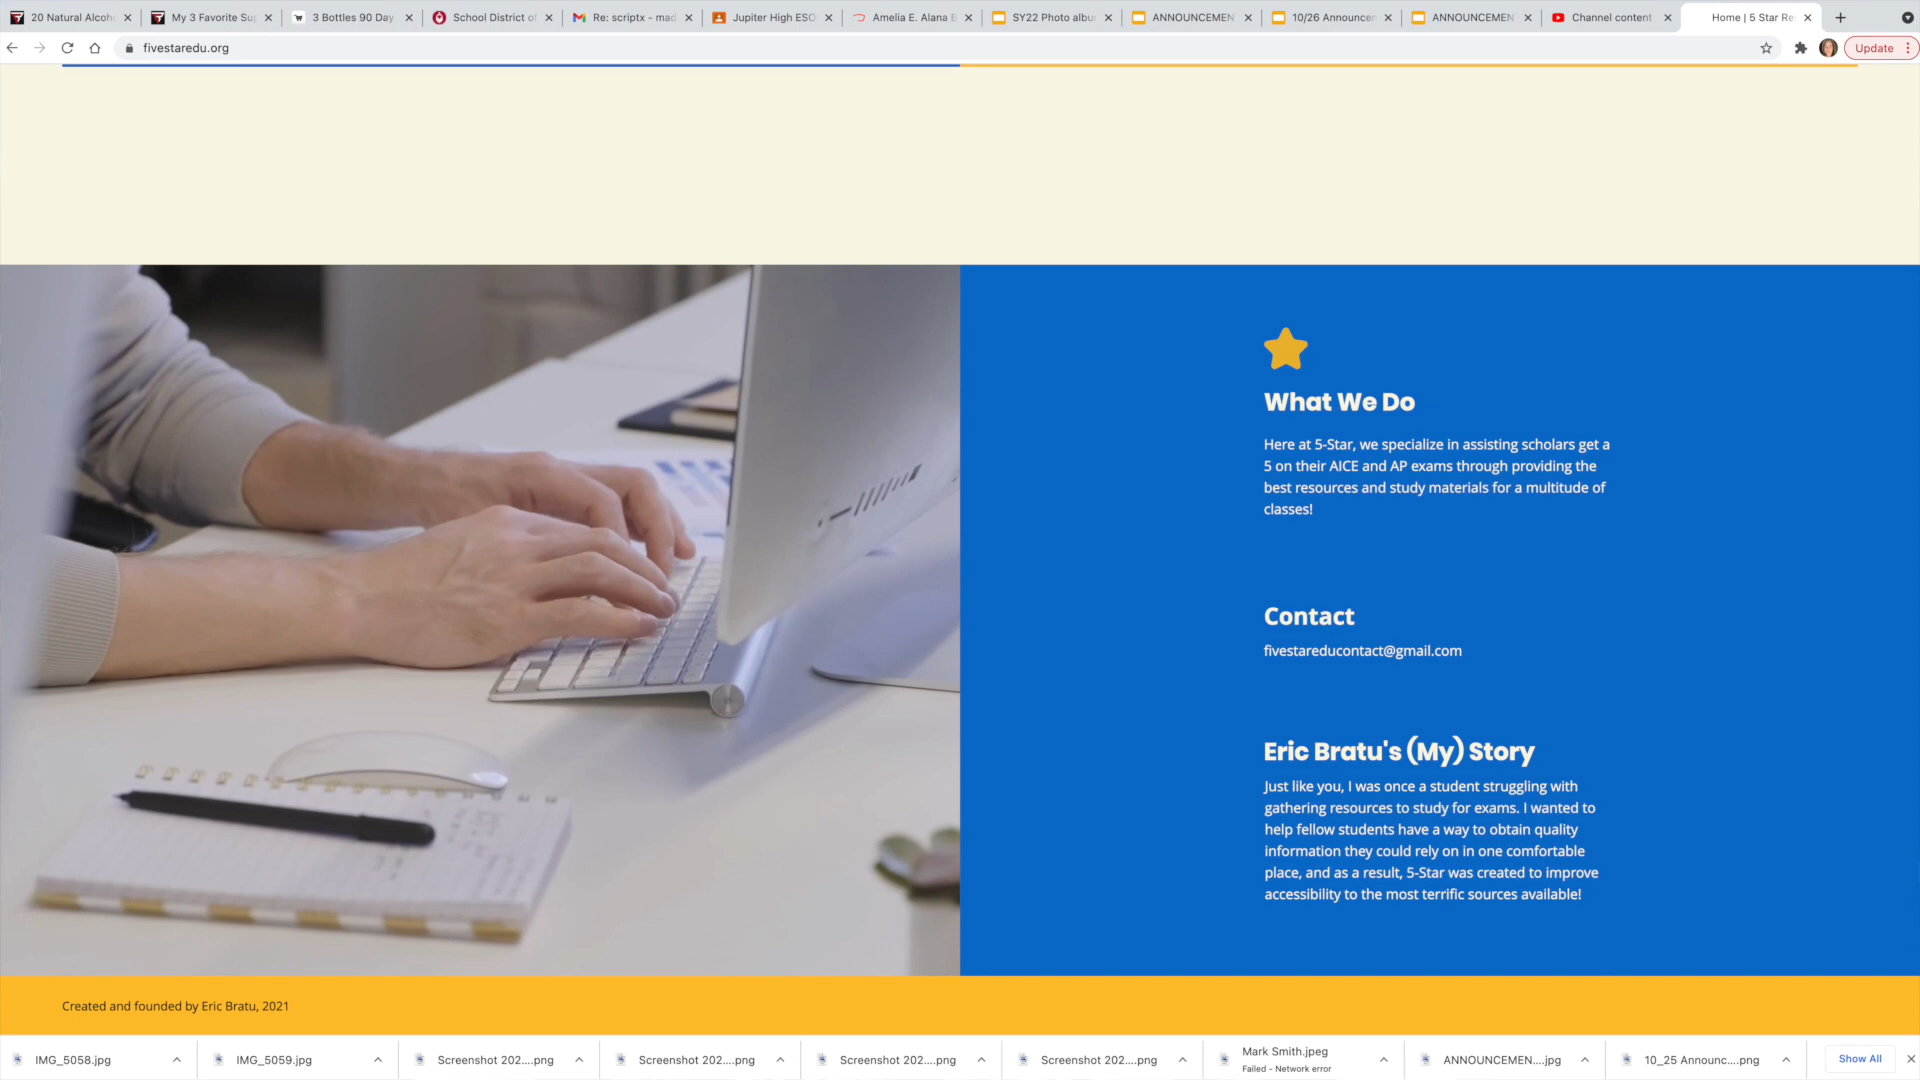 20 Natural Alcoh
My 3 Favorite Su
3 Bottles 90 Day
School District of
Re: scriptx - mad
Jupiter High ESO
Amelia E. Alana B
SY22 Photo albu
ANNOUNCEMEN
10/26 Announcem
ANNOUNCEMEN
Channel content
Home | 5 Star Re
fivestaredu.org
Update
What We Do
Here at 5-Star, we specialize in assisting scholars get a
5 on their AICE and AP exams through providing the
best resources and study materials for a multitude of
classes!
Contact
fivestareducontact@gmail.com
Eric Bratu's (My) Story
Just like you, I was once a student struggling with
gathering resources to study for exams. I wanted to
help fellow students have a way to obtain quality
information they could rely on in one comfortable
place, and as a result, 5-Star was created to improve
accessibility to the most terrific sources available!
Created and founded by Eric Bratu, 2021
IMG_5058.jpg
IMG_5059.jpg
Screenshot 202....png
Screenshot 202....png
Screenshot 202....png
Screenshot 202....png
Mark Smith.jpeg
Failed - Network error
ANNOUNCEMEN....jpg
10_25 Announc....png
Show All